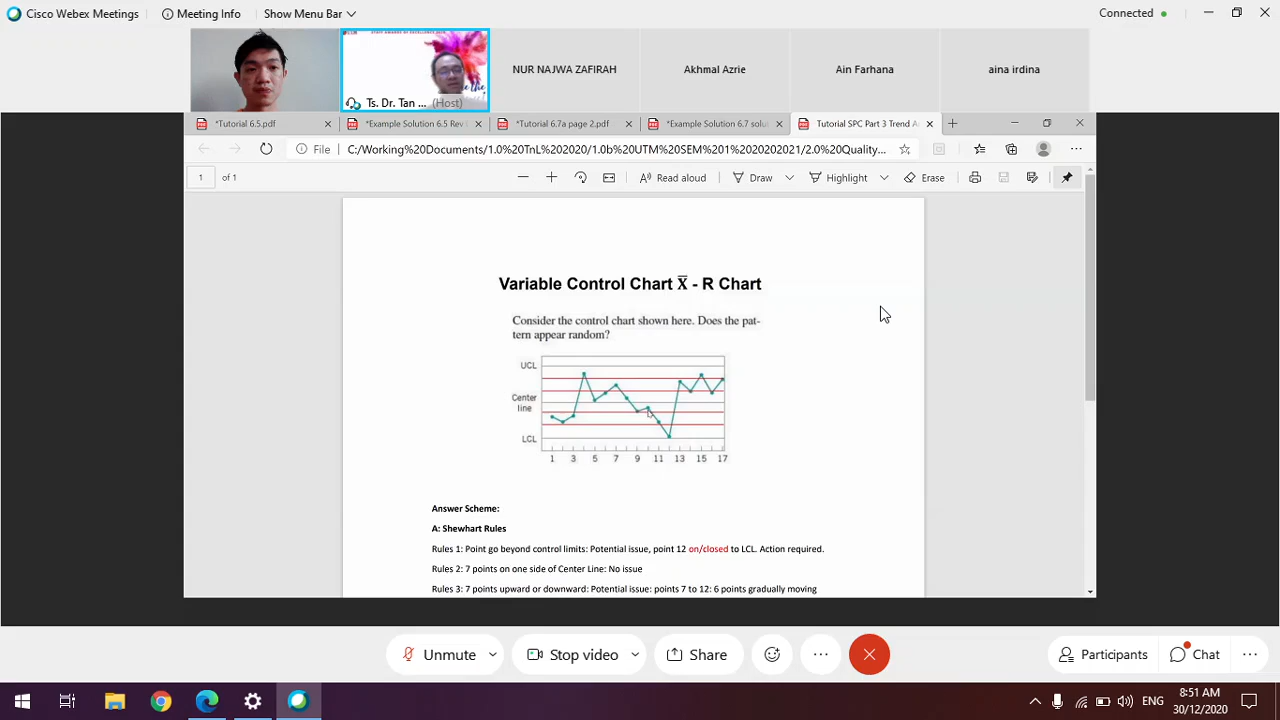 Cisco Webex Meetings
Meeting Info
Show Menu Bar
Connected
Ts. Dr. Tan ... (Host)
NUR NAJWA ZAFIRAH
Akhmal Azrie
Ain Farhana
aina irdina
*Tutorial 6.5.pdf
*Example Solution 6.5 Rev
*Tutorial 6.7a page 2.pdf
*Example Solution 6.7 solut
Tutorial SPC Part 3 Trend A
File
C:/Working%20Documents/1.0%20TnL%202020/1.0b%20UTM%20SEM%201%2020202021/2.0%20Quality...
1 of 1
Read aloud
Draw
Highlight
Erase
Variable Control Chart X̅ - R Chart
Consider the control chart shown here. Does the pat-
tern appear random?
UCL
Center
line
LCL
1 3 5 7 9 11 13 15 17
Answer Scheme:
A: Shewhart Rules
Rules 1: Point go beyond control limits: Potential issue, point 12 on/closed to LCL. Action required.
Rules 2: 7 points on one side of Center Line: No issue
Rules 3: 7 points upward or downward: Potential issue: points 7 to 12: 6 points gradually moving
Unmute
Stop video
Share
Participants
Chat
ENG
8:51 AM
30/12/2020